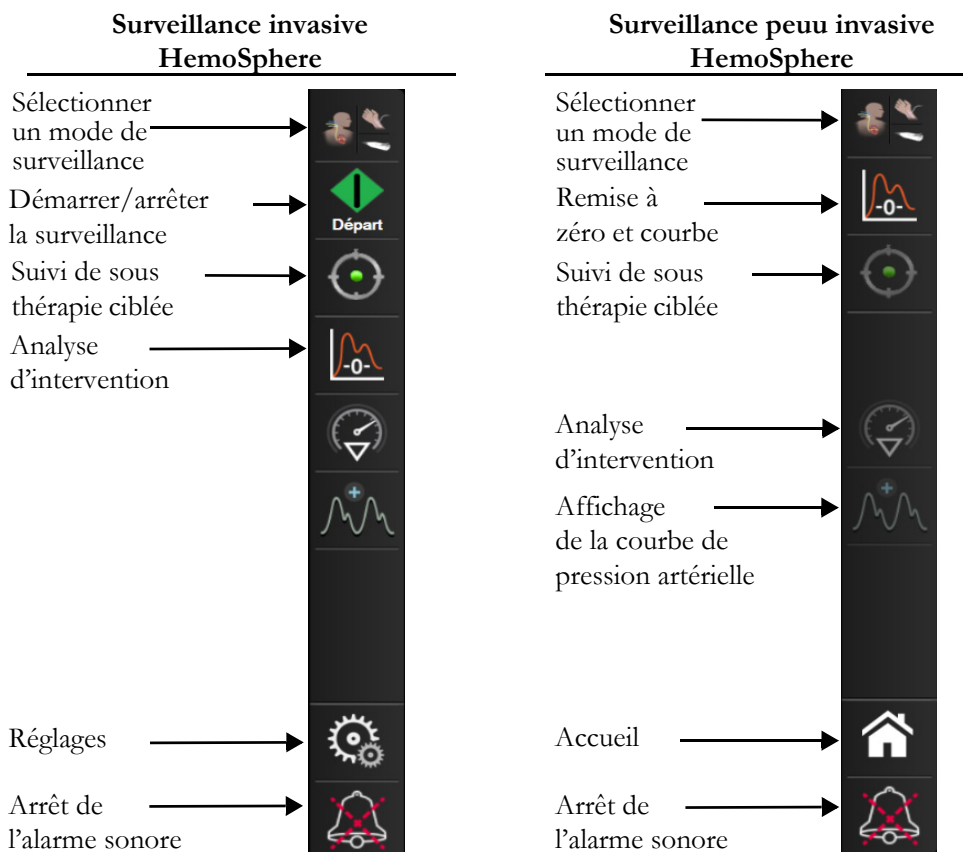 Surveillance invasive
HemoSphere
Sélectionner
un mode de
surveillance
Démarrer/arrêter
la surveillance
Départ
Suivi de sous
thérapie ciblée
Analyse
d'intervention
-0-
Réglages
Arrêt de
l'alarme sonore
Surveillance peuu invasive
HemoSphere
Sélectionner
un mode de
surveillance
Remise à
zéro et courbe
-0-
Suivi de sous
thérapie ciblée
Analyse
d'intervention
Affichage
de la courbe de
pression artérielle
Accueil
Arrêt de
l'alarme sonore